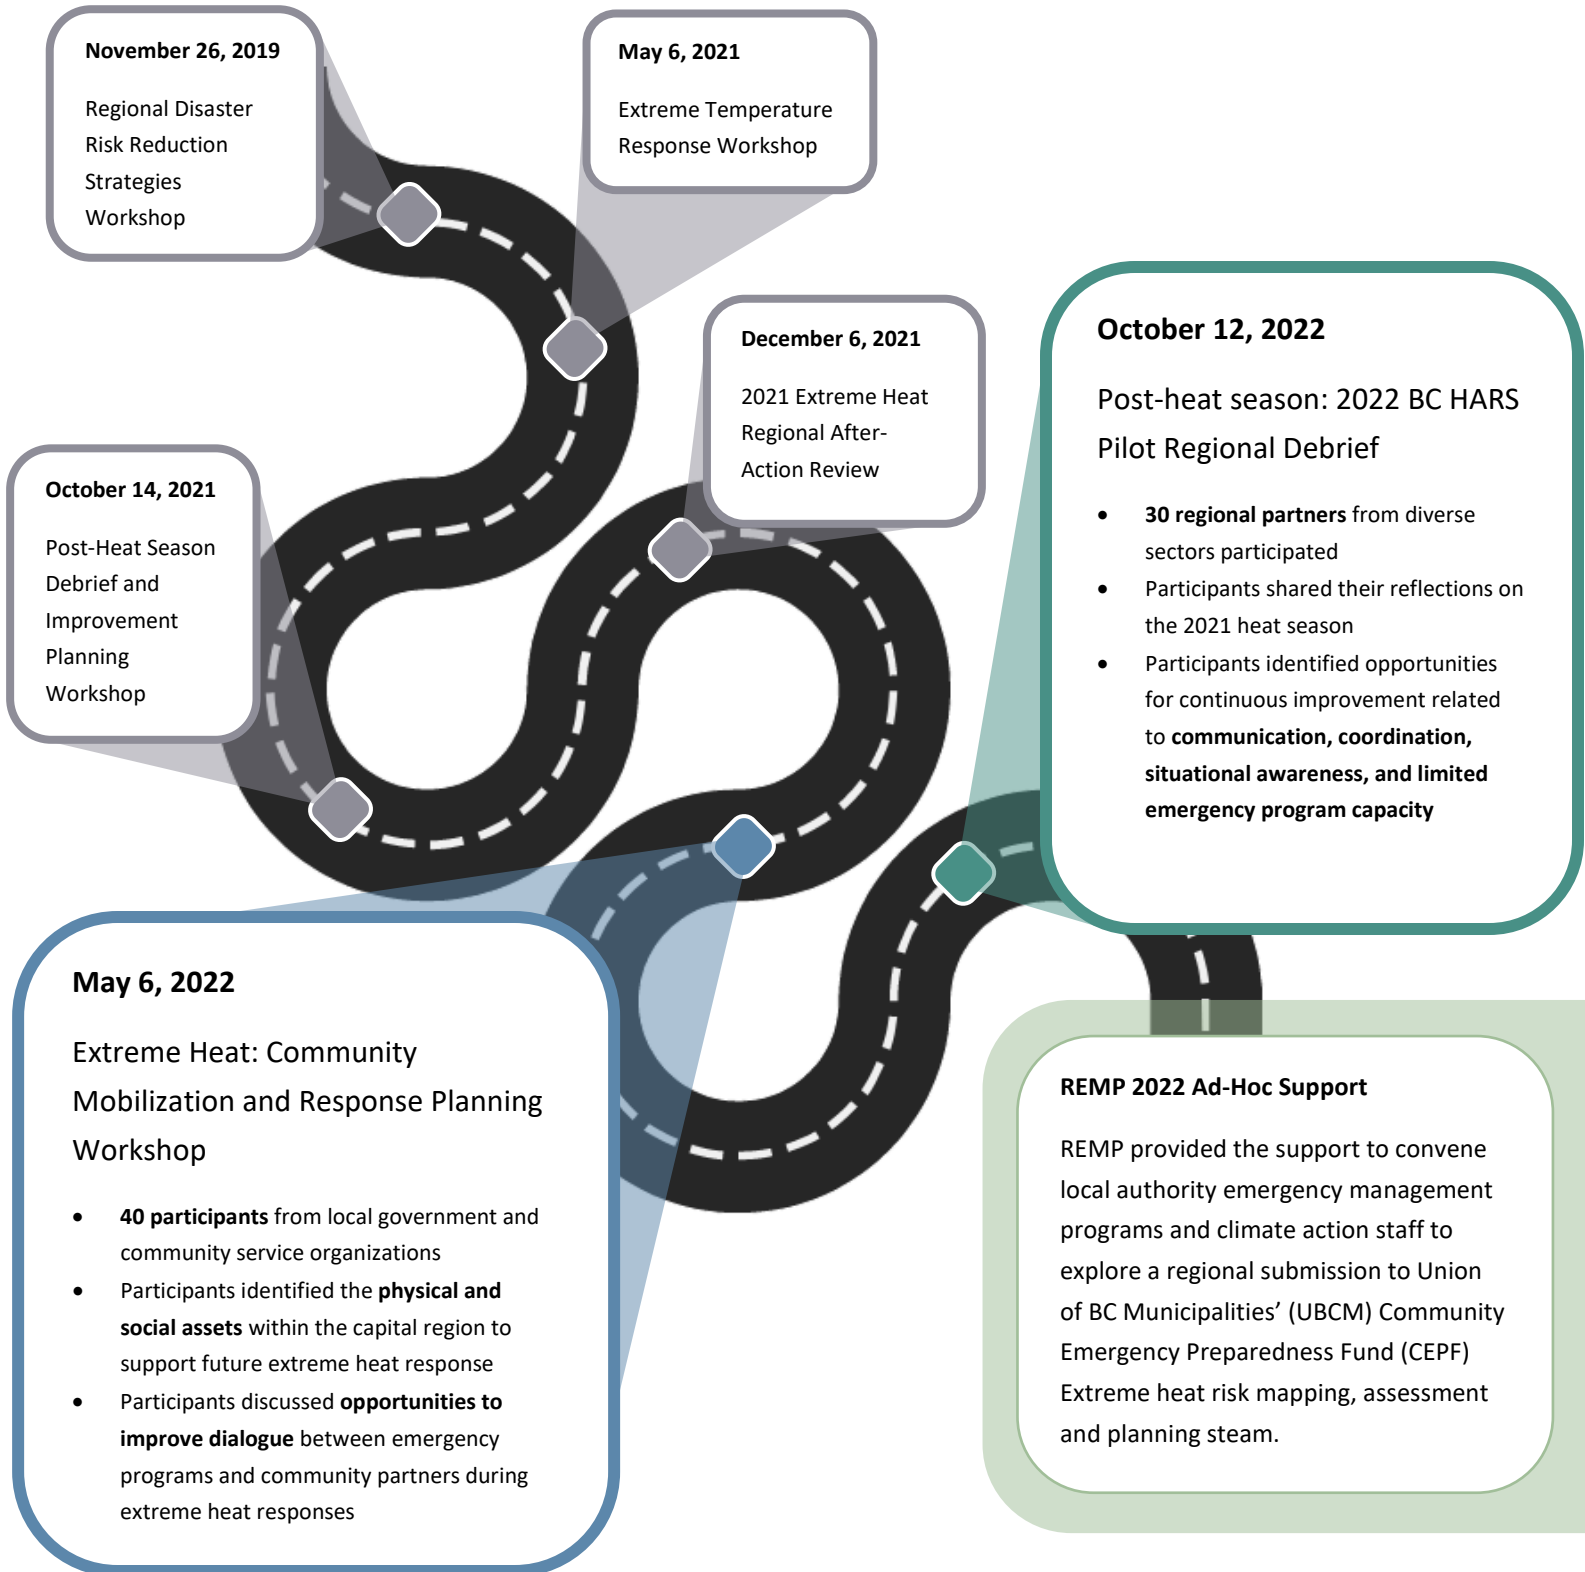 November 26, 2019
Regional Disaster
Risk Reduction
Strategies
Workshop
May 6, 2021
Extreme Temperature
Response Workshop
October 14, 2021
Post-Heat Season
Debrief and
Improvement
Planning
Workshop
December 6, 2021
2021 Extreme Heat
Regional After-
Action Review
May 6, 2022
Extreme Heat: Community
Mobilization and Response Planning
Workshop
• 40 participants from local government and
community service organizations
• Participants identified the physical and
social assets within the capital region to
support future extreme heat response
• Participants discussed opportunities to
improve dialogue between emergency
programs and community partners during
extreme heat responses
October 12, 2022
Post-heat season: 2022 BC HARS
Pilot Regional Debrief
• 30 regional partners from diverse
sectors participated
• Participants shared their reflections on
the 2021 heat season
• Participants identified opportunities
for continuous improvement related
to communication, coordination,
situational awareness, and limited
emergency program capacity
REMP 2022 Ad-Hoc Support
REMP provided the support to convene
local authority emergency management
programs and climate action staff to
explore a regional submission to Union
of BC Municipalities’ (UBCM) Community
Emergency Preparedness Fund (CEPF)
Extreme heat risk mapping, assessment
and planning steam.